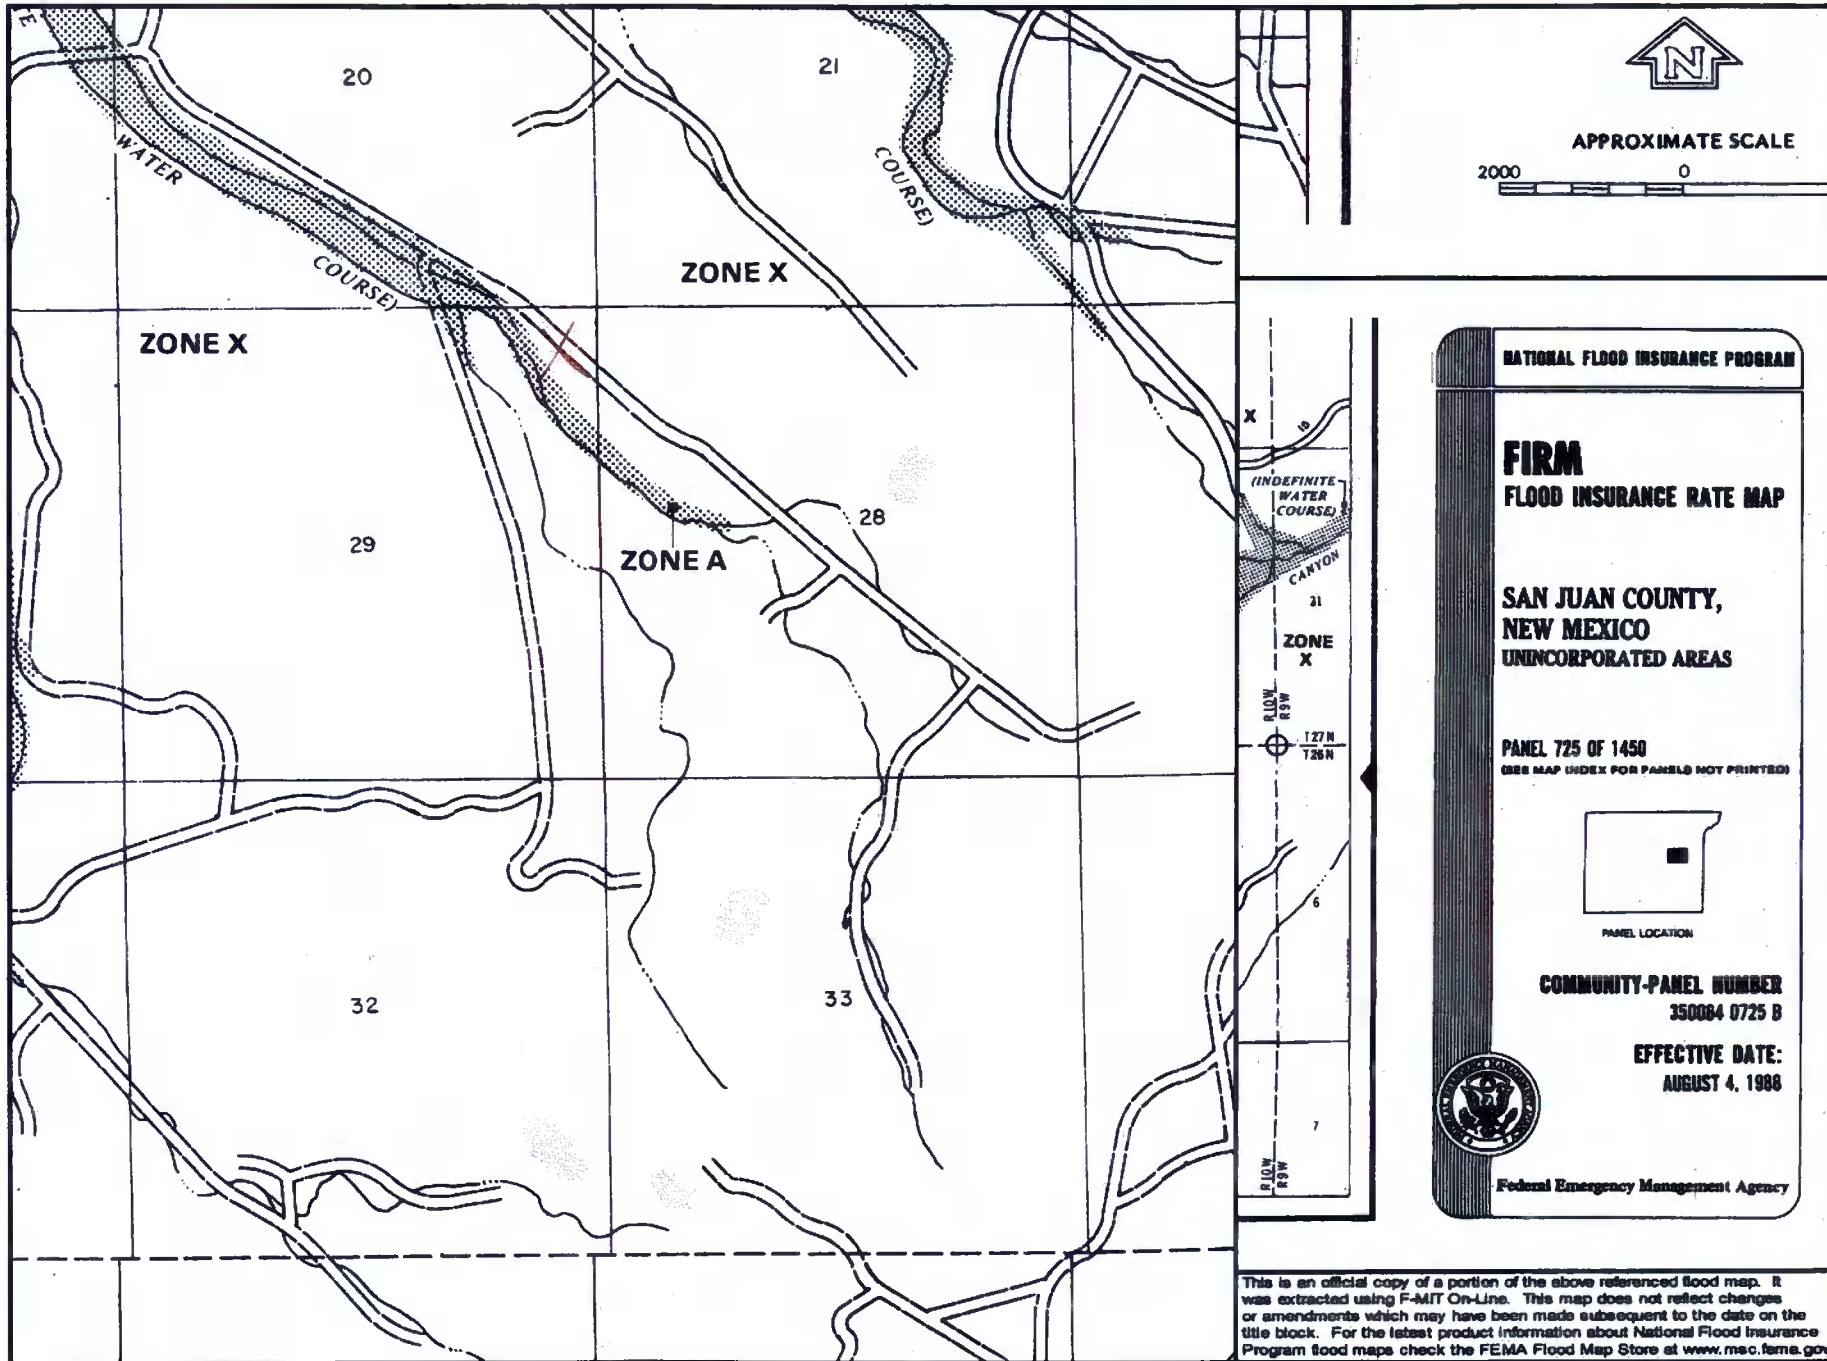 20
21
WATER
COURSE)
COURSE)
ZONE X
ZONE X
28
29
ZONE A
32
33
N
APPROXIMATE SCALE
2000 0
X
(INDEFINITE
WATER
COURSE)
CANYON
31
ZONE
X
R10W
R9W
T27N
T26N
6
7
R10W
R9W
NATIONAL FLOOD INSURANCE PROGRAM
FIRM
FLOOD INSURANCE RATE MAP
SAN JUAN COUNTY,
NEW MEXICO
UNINCORPORATED AREAS
PANEL 725 OF 1450
(SEE MAP INDEX FOR PANELS NOT PRINTED)
PANEL LOCATION
COMMUNITY-PANEL NUMBER
350064 0725 B
EFFECTIVE DATE:
AUGUST 4, 1988
Federal Emergency Management Agency
This is an official copy of a portion of the above referenced flood map. It
was extracted using F-MIT On-Line. This map does not reflect changes
or amendments which may have been made subsequent to the date on the
title block. For the latest product information about National Flood Insurance
Program flood maps check the FEMA Flood Map Store at www.msc.fema.gov